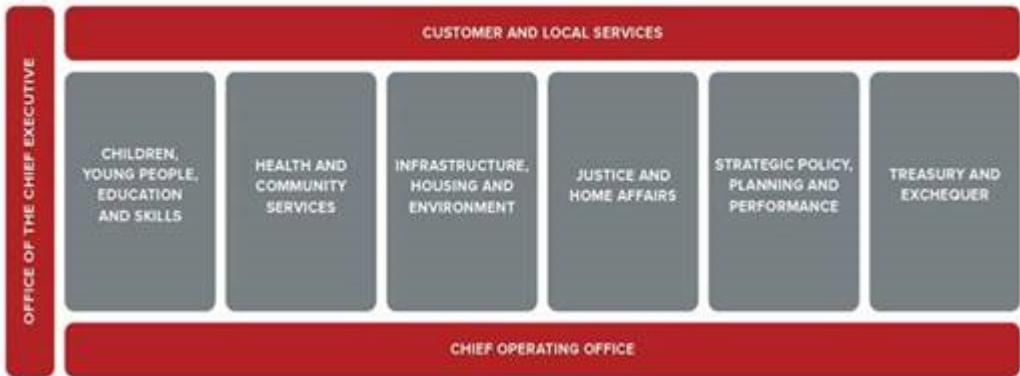 OFFICE OF THE CHIEF EXECUTIVE
CUSTOMER AND LOCAL SERVICES
CHILDREN,
YOUNG PEOPLE,
EDUCATION
AND SKILLS
HEALTH AND
COMMUNITY
SERVICES
INFRASTRUCTURE,
HOUSING AND
ENVIRONMENT
JUSTICE AND
HOME AFFAIRS
STRATEGIC POLICY,
PLANNING AND
PERFORMANCE
TREASURY AND
EXCHEQUER
CHIEF OPERATING OFFICE